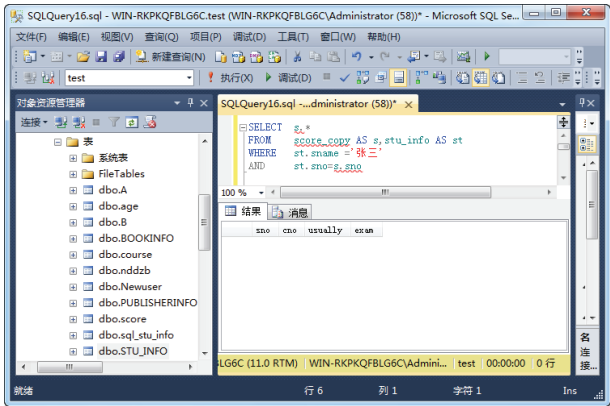 SQLQuery16.sql - WIN-RKPKQFBLG6C.test (WIN-RKPKQFBLG6C\Administrator (58))* - Microsoft SQL Se...
文件(F) 编辑(E) 视图(V) 查询(Q) 项目(P) 调试(D) 工具(T) 窗口(W) 帮助(H)
新建查询(N)
test 执行(X) 调试(D)
对象资源管理器
连接
表
系统表
FileTables
dbo.A
dbo.age
dbo.B
dbo.BOOKINFO
dbo.course
dbo.nddzb
dbo.Newuser
dbo.PUBLISHERINFO
dbo.score
dbo.sql_stu_info
dbo.STU_INFO
SQLQuery16.sql -...dministrator (58))*
SELECT s.*
FROM score_copy AS s,stu_info AS st
WHERE st.sname ='张三'
AND st.sno=s.sno
100 %
结果 消息
sno cno usually exam
LG6C (11.0 RTM) WIN-RKPKQFBLG6C\Admini... test 00:00:00 0 行
名
连
接...
就绪 行 6 列 1 字符 1 Ins